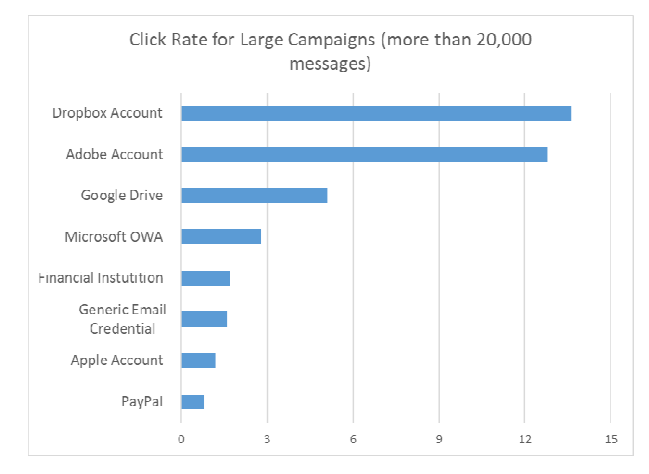 Click Rate for Large Campaigns (more than 20,000
messages)
Dropbox Account
Adobe Account
Google Drive
Microsoft OWA
Financial Instutition
Generic Email
Credential
Apple Account
PayPal
0 3 6 9 12 15